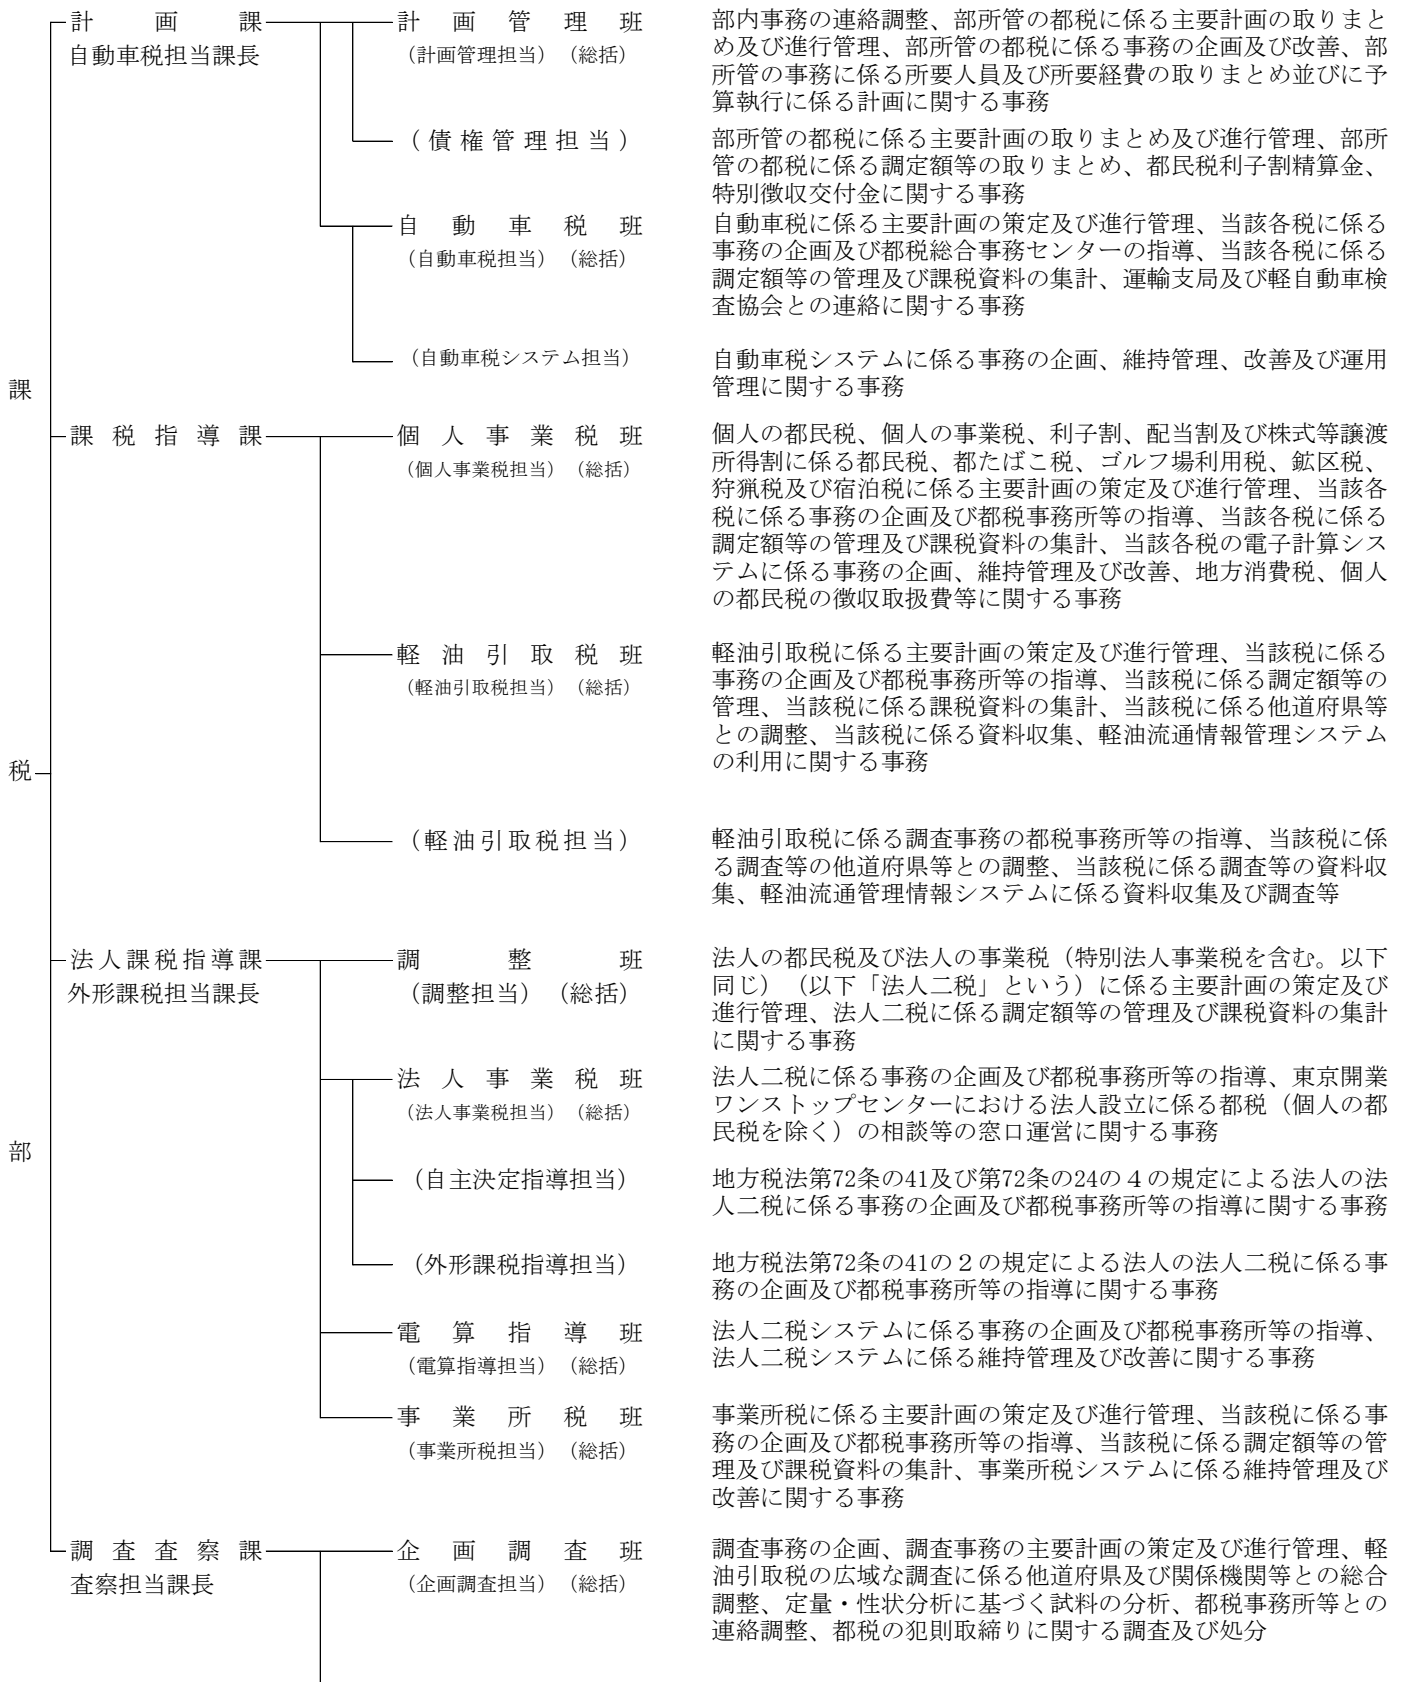 課税部
計画課
自動車税担当課長
計画管理班
（計画管理担当）（総括）
部内事務の連絡調整、部所管の都税に係る主要計画の取りまと
め及び進行管理、部所管の都税に係る事務の企画及び改善、部
所管の事務に係る所要人員及び所要経費の取りまとめ並びに予
算執行に係る計画に関する事務
（債権管理担当）
部所管の都税に係る主要計画の取りまとめ及び進行管理、部所
管の都税に係る調定額等の取りまとめ、都民税利子割精算金、
特別徴収交付金に関する事務
自動車税班
（自動車税担当）（総括）
自動車税に係る主要計画の策定及び進行管理、当該各税に係る
事務の企画及び都税総合事務センターの指導、当該各税に係る
調定額等の管理及び課税資料の集計、運輸支局及び軽自動車検
査協会との連絡に関する事務
（自動車税システム担当）
自動車税システムに係る事務の企画、維持管理、改善及び運用
管理に関する事務
課税指導課
個人事業税班
（個人事業税担当）（総括）
個人の都民税、個人の事業税、利子割、配当割及び株式等譲渡
所得割に係る都民税、都たばこ税、ゴルフ場利用税、鉱区税、
狩猟税及び宿泊税に係る主要計画の策定及び進行管理、当該各
税に係る事務の企画及び都税事務所等の指導、当該各税に係る
調定額等の管理及び課税資料の集計、当該各税の電子計算シス
テムに係る事務の企画、維持管理及び改善、地方消費税、個人
の都民税の徴収取扱費等に関する事務
軽油引取税班
（軽油引取税担当）（総括）
軽油引取税に係る主要計画の策定及び進行管理、当該税に係る
事務の企画及び都税事務所等の指導、当該税に係る調定額等の
管理、当該税に係る課税資料の集計、当該税に係る他道府県等
との調整、当該税に係る資料収集、軽油流通情報管理システム
の利用に関する事務
（軽油引取税担当）
軽油引取税に係る調査事務の都税事務所等の指導、当該税に係
る調査等の他道府県等との調整、当該税に係る調査等の資料収
集、軽油流通管理情報システムに係る資料収集及び調査等
法人課税指導課
外形課税担当課長
調整班
（調整担当）（総括）
法人の都民税及び法人の事業税（特別法人事業税を含む。以下
同じ）（以下「法人二税」という）に係る主要計画の策定及び
進行管理、法人二税に係る調定額等の管理及び課税資料の集計
に関する事務
法人事業税班
（法人事業税担当）（総括）
法人二税に係る事務の企画及び都税事務所等の指導、東京開業
ワンストップセンターにおける法人設立に係る都税（個人の都
民税を除く）の相談等の窓口運営に関する事務
（自主決定指導担当）
地方税法第72条の41及び第72条の24の４の規定による法人の法
人二税に係る事務の企画及び都税事務所等の指導に関する事務
（外形課税指導担当）
地方税法第72条の41の２の規定による法人の法人二税に係る事
務の企画及び都税事務所等の指導に関する事務
電算指導班
（電算指導担当）（総括）
法人二税システムに係る事務の企画及び都税事務所等の指導、
法人二税システムに係る維持管理及び改善に関する事務
事業所税班
（事業所税担当）（総括）
事業所税に係る主要計画の策定及び進行管理、当該税に係る事
務の企画及び都税事務所等の指導、当該税に係る調定額等の管
理及び課税資料の集計、事業所税システムに係る維持管理及び
改善に関する事務
調査査察課
査察担当課長
企画調査班
（企画調査担当）（総括）
調査事務の企画、調査事務の主要計画の策定及び進行管理、軽
油引取税の広域な調査に係る他道府県及び関係機関等との総合
調整、定量・性状分析に基づく試料の分析、都税事務所等との
連絡調整、都税の犯則取締りに関する調査及び処分